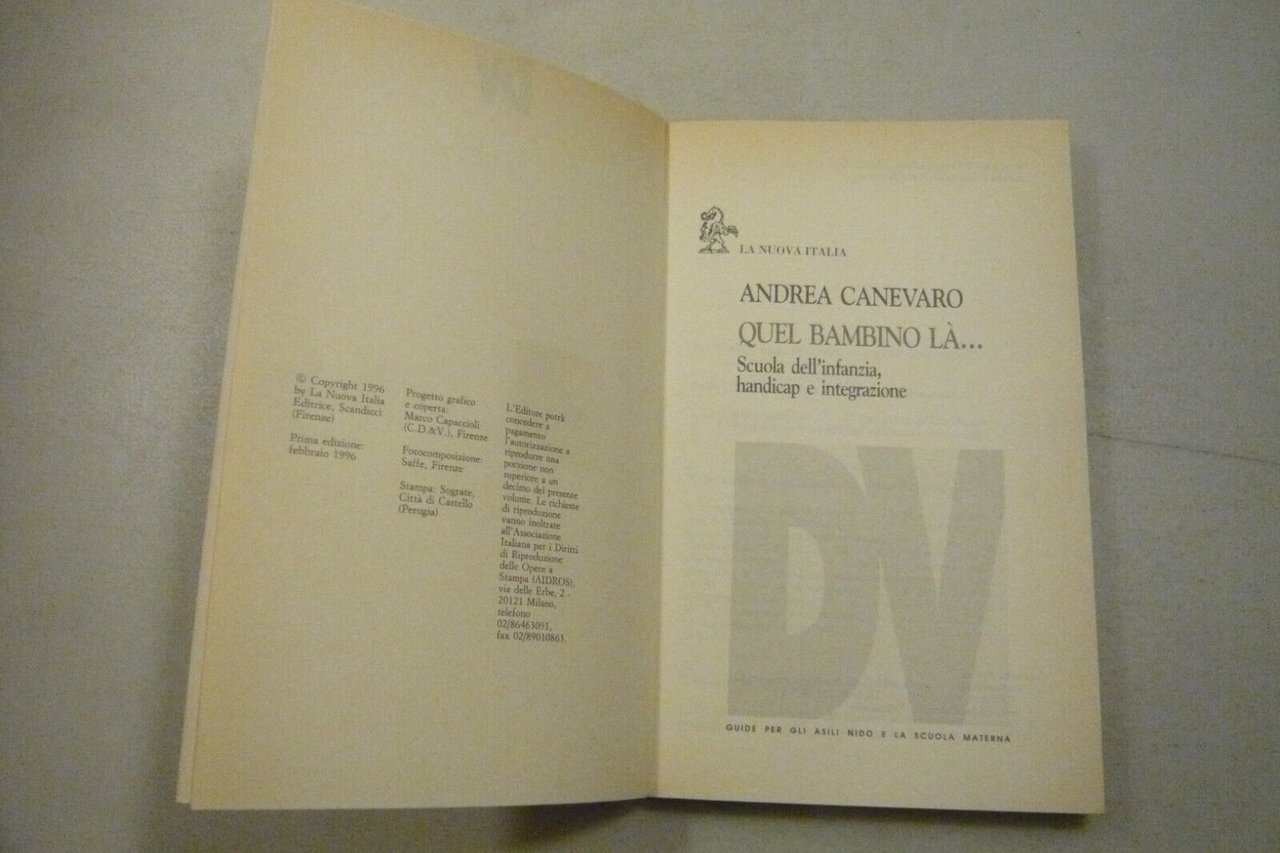 © Copyright 1996
by La Nuova Italia
Editrice, Scandicci
(Firenze)
Prima edizione:
febbraio 1996
Progetto grafico
e coperta:
Marco Capaccioli
(C.D.&V.), Firenze
Fotocomposizione:
Saffe, Firenze
Stampa: Sograte,
Città di Castello
(Perugia)
L'Editore potrà
concedere a
pagamento
l'autorizzazione a
riprodurre una
porzione non
superiore a un
decimo del presente
volume. Le richieste
di riproduzione
vanno inoltrate
all'Associazione
Italiana per i Diritti
di Riproduzione
delle Opere a
Stampa (AIDROS),
via delle Erbe, 2 -
20121 Milano,
telefono
02/86463091,
fax 02/89010863.
LA NUOVA ITALIA
ANDREA CANEVARO
QUEL BAMBINO LÀ...
Scuola dell'infanzia,
handicap e integrazione
DV
GUIDE PER GLI ASILI NIDO E LA SCUOLA MATERNA